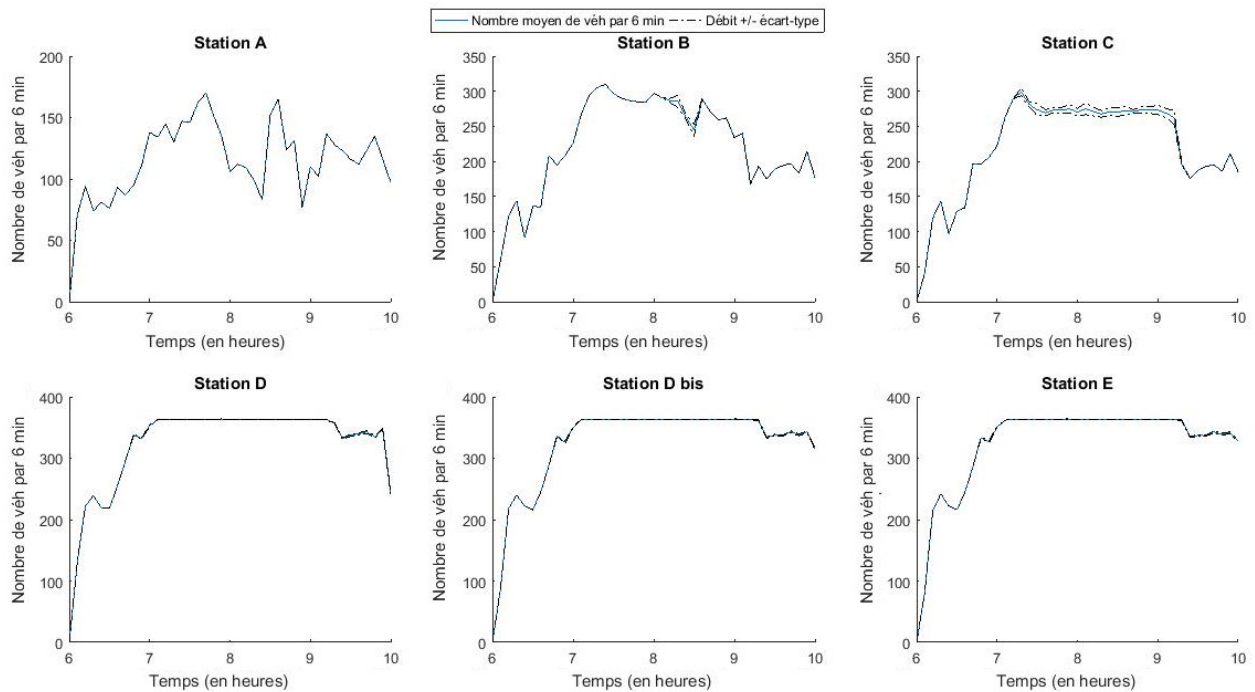 Nombre moyen de véh par 6 min Débit +/- écart-type
Station A
Nombre de véh par 6 min
200
150
100
50
0
6 7 8 9 10
Temps (en heures)
Station B
Nombre de véh par 6 min
350
300
250
200
150
100
50
0
6 7 8 9 10
Temps (en heures)
Station C
Nombre de véh par 6 min
350
300
250
200
150
100
50
0
6 7 8 9 10
Temps (en heures)
Station D
Nombre de véh par 6 min
400
300
200
100
0
6 7 8 9 10
Temps (en heures)
Station D bis
Nombre de véh par 6 min
400
300
200
100
0
6 7 8 9 10
Temps (en heures)
Station E
Nombre de véh par 6 min
400
300
200
100
0
6 7 8 9 10
Temps (en heures)